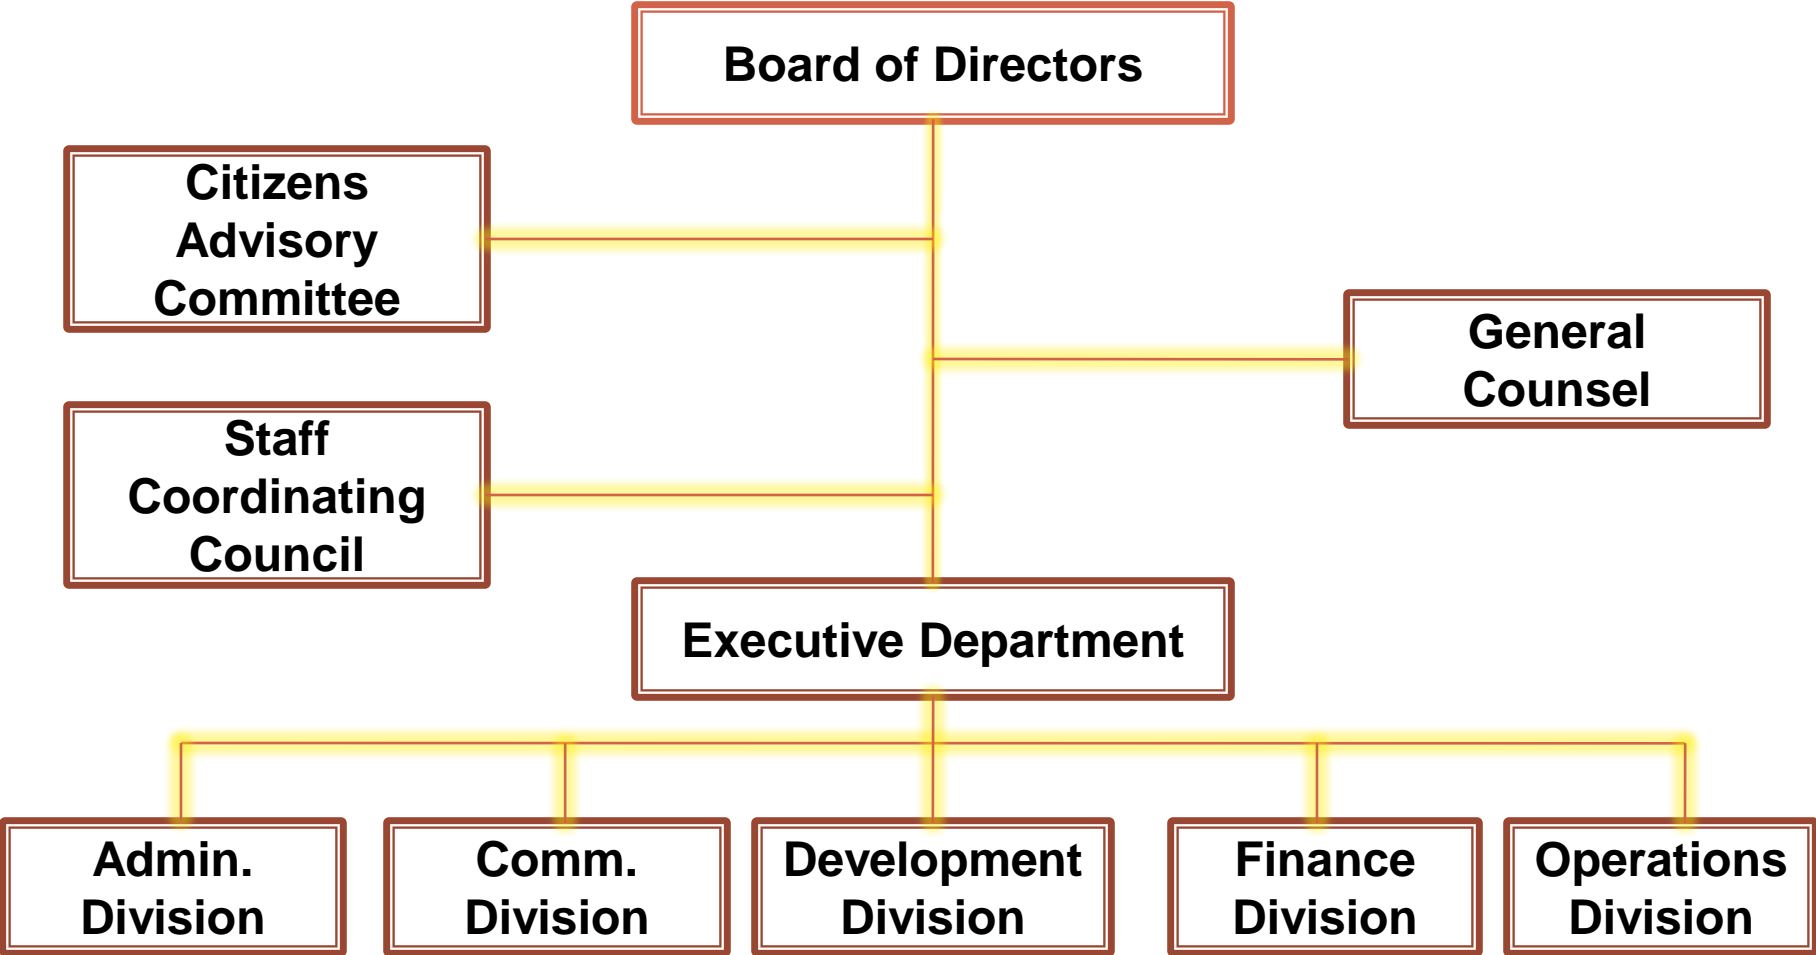 Board of Directors
Citizens
Advisory
Committee
General
Counsel
Staff
Coordinating
Council
Executive Department
Admin.
Division
Comm.
Division
Development
Division
Finance
Division
Operations
Division